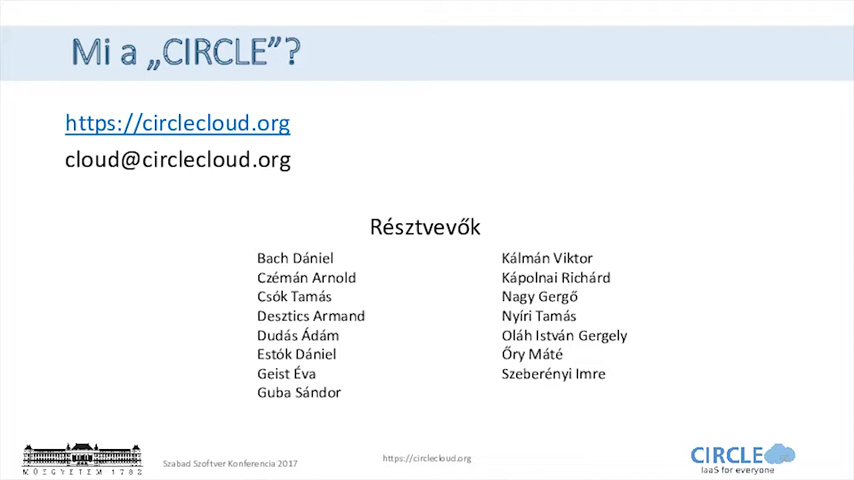 Mi a „CIRCLE”?
https://circlecloud.org
cloud@circlecloud.org
Résztvevők
Bach Dániel
Czémán Arnold
Csók Tamás
Desztics Armand
Dudás Ádám
Estók Dániel
Geist Éva
Guba Sándor
Kálmán Viktor
Kápolnai Richárd
Nagy Gergő
Nyíri Tamás
Oláh István Gergely
Őry Máté
Szeberényi Imre
MŰEGYETEM 1782
Szabad Szoftver Konferencia 2017
https://circlecloud.org
CIRCLE
IaaS for everyone